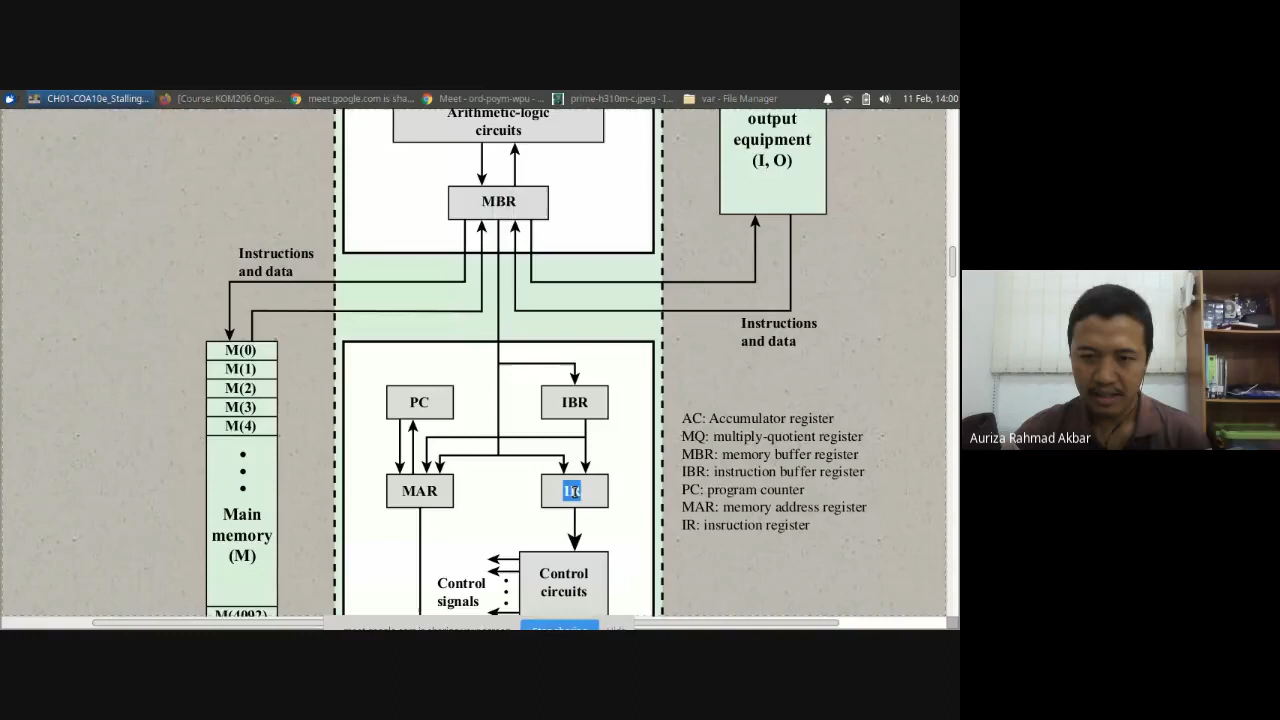 CH01-COA10e_Stalling...
[Course: KOM206 Orga...
meet.google.com is sha...
Meet - ord-poym-wpu - ...
prime-h310m-c.jpeg - I...
var - File Manager
11 Feb, 14:00
Arithmetic-logic
circuits
output
equipment
(I, O)
MBR
Instructions
and data
Instructions
and data
M(0)
M(1)
M(2)
M(3)
M(4)
PC
IBR
AC: Accumulator register
MQ: multiply-quotient register
MBR: memory buffer register
IBR: instruction buffer register
PC: program counter
MAR: memory address register
IR: insruction register
MAR
IR
Main
memory
(M)
Control
signals
Control
circuits
M(4092)
Stop sharing
Hide
Auriza Rahmad Akbar